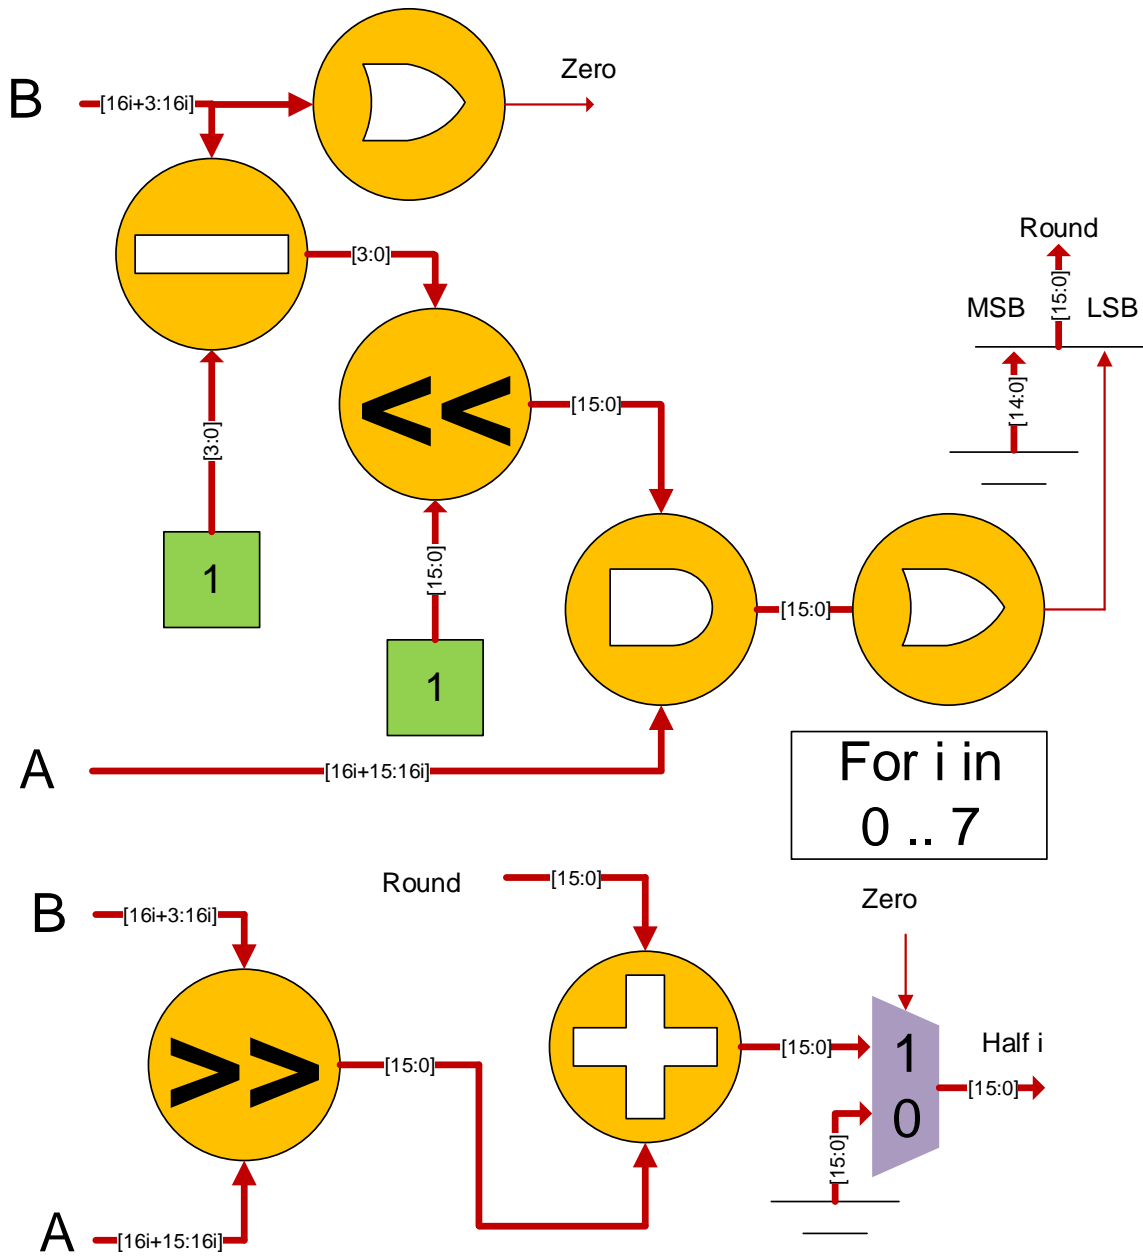 Zero
B
[16i+3:16i]
Round
[3:0]
MSB
[15:0]
LSB
<<
[15:0]
[14:0]
[3:0]
1
[15:0]
[15:0]
1
A
[16i+15:16i]
For i in
0 .. 7
Round
[15:0]
Zero
B
[16i+3:16i]
>>
[15:0]
[15:0]
1
0
Half i
[15:0]
[15:0]
A
[16i+15:16i]